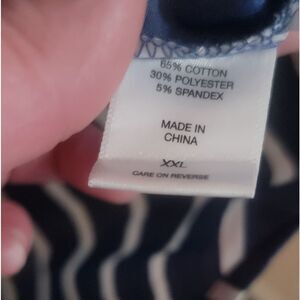 65% COTTON
30% POLYESTER
5% SPANDEX
MADE IN
CHINA
XXL
CARE ON REVERSE